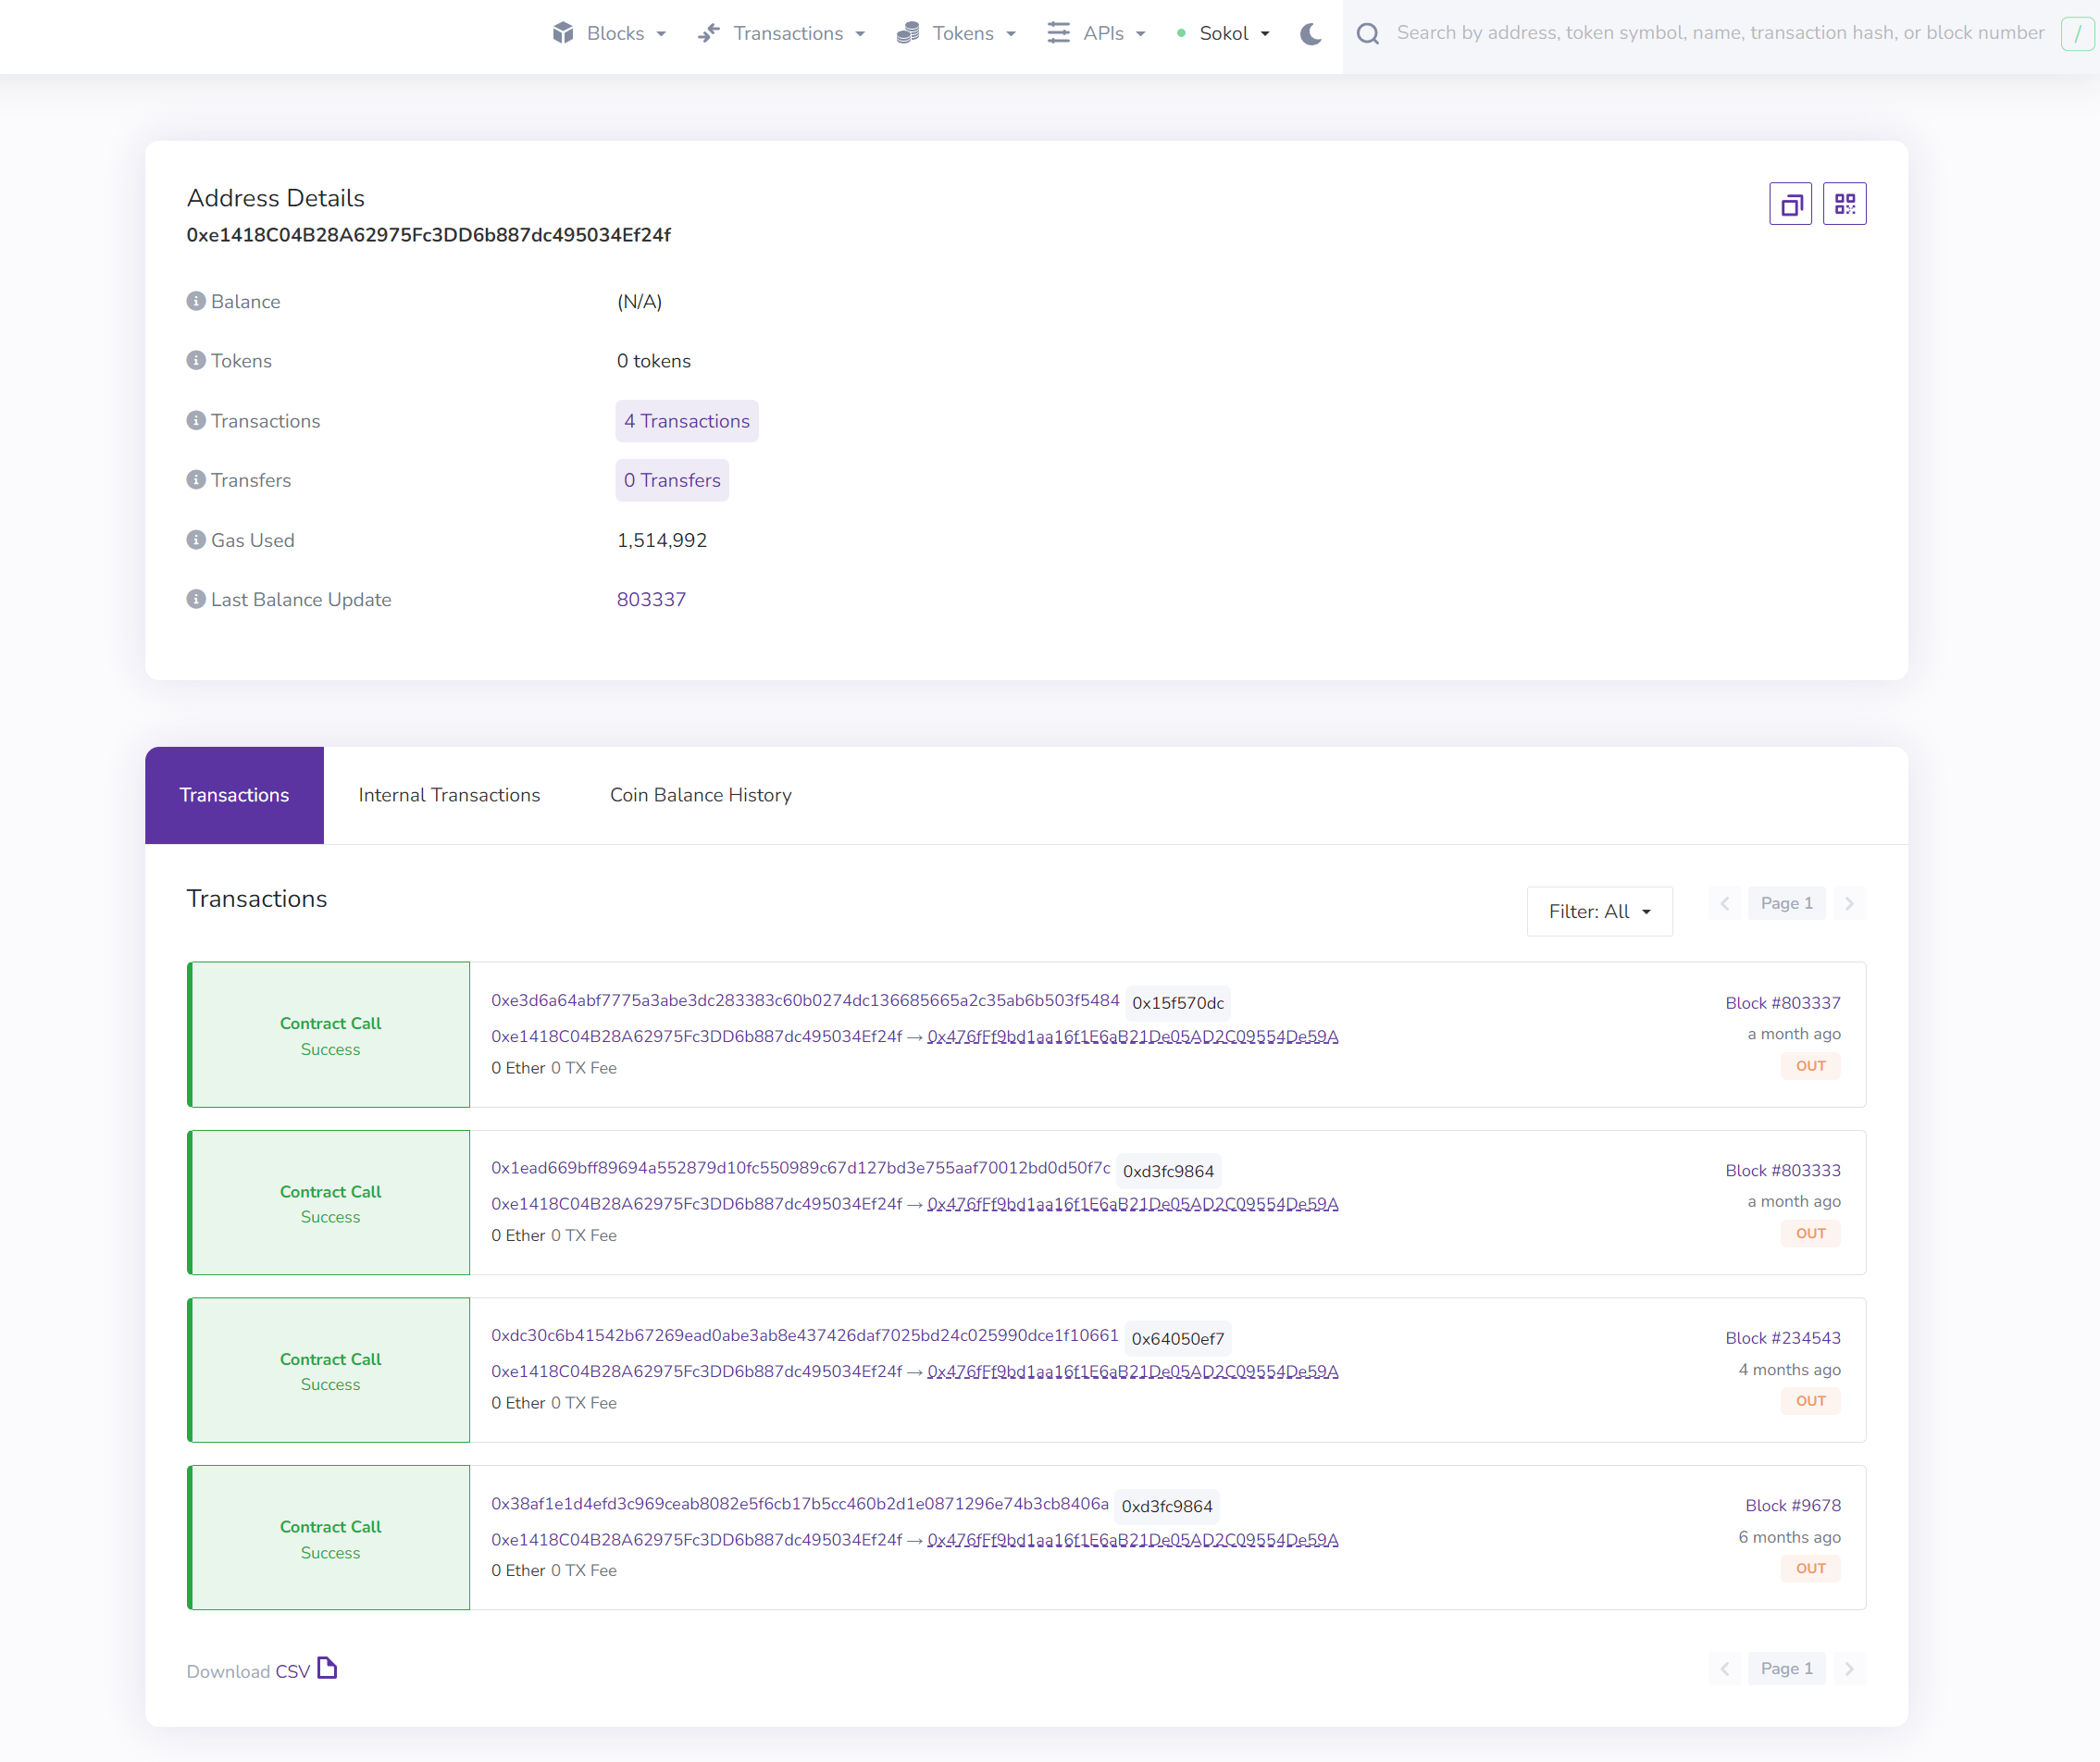 Blocks Transactions Tokens APIs Sokol Search by address, token symbol, name, transaction hash, or block number /
Address Details
0xe1418C04B28A62975Fc3DD6b887dc495034Ef24f
Balance (N/A)
Tokens 0 tokens
Transactions 4 Transactions
Transfers 0 Transfers
Gas Used 1,514,992
Last Balance Update 803337
Transactions Internal Transactions Coin Balance History
Transactions
Filter: All Page 1
Contract Call
Success
0xe3d6a64abf7775a3abe3dc283383c60b0274dc136685665a2c35ab6b503f5484 0x15f570dc
0xe1418C04B28A62975Fc3DD6b887dc495034Ef24f → 0x476fFf9bd1aa16f1E6aB21De05AD2C09554De59A
0 Ether 0 TX Fee
Block #803337
a month ago
OUT
Contract Call
Success
0x1ead669bff89694a552879d10fc550989c67d127bd3e755aaf70012bd0d50f7c 0xd3fc9864
0xe1418C04B28A62975Fc3DD6b887dc495034Ef24f → 0x476fFf9bd1aa16f1E6aB21De05AD2C09554De59A
0 Ether 0 TX Fee
Block #803333
a month ago
OUT
Contract Call
Success
0xdc30c6b41542b67269ead0abe3ab8e437426daf7025bd24c025990dce1f10661 0x64050ef7
0xe1418C04B28A62975Fc3DD6b887dc495034Ef24f → 0x476fFf9bd1aa16f1E6aB21De05AD2C09554De59A
0 Ether 0 TX Fee
Block #234543
4 months ago
OUT
Contract Call
Success
0x38af1e1d4efd3c969ceab8082e5f6cb17b5cc460b2d1e0871296e74b3cb8406a 0xd3fc9864
0xe1418C04B28A62975Fc3DD6b887dc495034Ef24f → 0x476fFf9bd1aa16f1E6aB21De05AD2C09554De59A
0 Ether 0 TX Fee
Block #9678
6 months ago
OUT
Download CSV Page 1